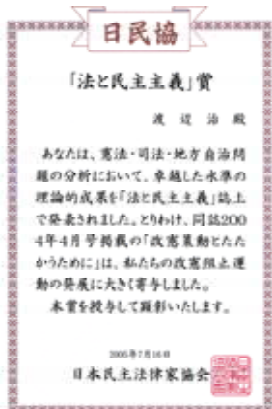 日民協
「法と民主主義」賞
渡辺治 殿
あなたは、憲法・司法・地方自治問
題の分析において、卓越した水準の
理論的成果を「法と民主主義」誌上
で発表されました。とりわけ、同誌200
4年4月号掲載の「改憲策動とたた
かうために」は、私たちの改憲阻止運
動の発展に大きく寄与しました。
本賞を授与して顕彰いたします。
2005年7月16日
日本民主法律家協会